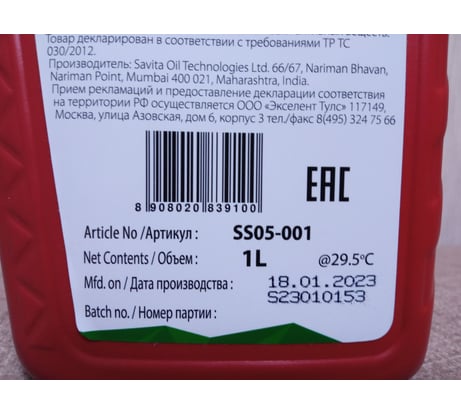 Товар декларирован в соответствии с требованиями ТР ТС
030/2012.
Производитель: Savita Oil Technologies Ltd. 66/67, Nariman Bhavan,
Nariman Point, Mumbai 400 021, Maharashtra, India.
Прием рекламаций и предоставление декларации соответствия
на территории РФ осуществляется ООО «Экселент Тулс» 117149,
Москва, улица Азовская, дом 6, корпус 3 тел./факс 8(495) 324 75 66
8 908020 839100
EAC
Article No /Артикул : SS05-001
Net Contents / Объем : 1L @29.5°C
Mfd. on / Дата производства : 18.01.2023
Batch no. / Номер партии : S23010153